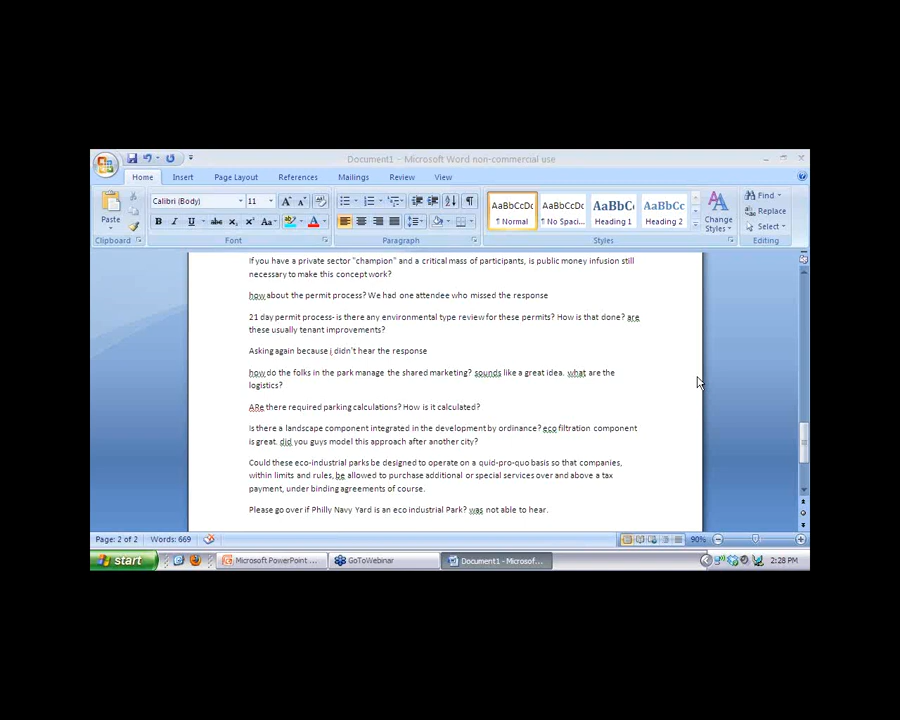 Document1 - Microsoft Word non-commercial use
Home Insert Page Layout References Mailings Review View
Calibri (Body) 11 AaBbCcDc AaBbCcDc AaBbC AaBbCc Find
Paste ¶ Normal ¶ No Spaci... Heading 1 Heading 2 Change Styles Replace
Select
Clipboard Font Paragraph Styles Editing
If you have a private sector "champion" and a critical mass of participants, is public money infusion still
necessary to make this concept work?
how about the permit process? We had one attendee who missed the response
21 day permit process- is there any environmental type review for these permits? How is that done? are
these usually tenant improvements?
Asking again because i didn't hear the response
how do the folks in the park manage the shared marketing? sounds like a great idea. what are the
logistics?
ARe there required parking calculations? How is it calculated?
is there a landscape component integrated in the development by ordinance? eco filtration component
is great. did you guys model this approach after another city?
Could these eco-industrial parks be designed to operate on a quid-pro-quo basis so that companies,
within limits and rules, be allowed to purchase additional or special services over and above a tax
payment, under binding agreements of course.
Please go over if Philly Navy Yard is an eco industrial Park? was not able to hear.
Page: 2 of 2 Words: 669 90%
start Microsoft PowerPoint ... GoToWebinar Document1 - Microsof... 2:28 PM